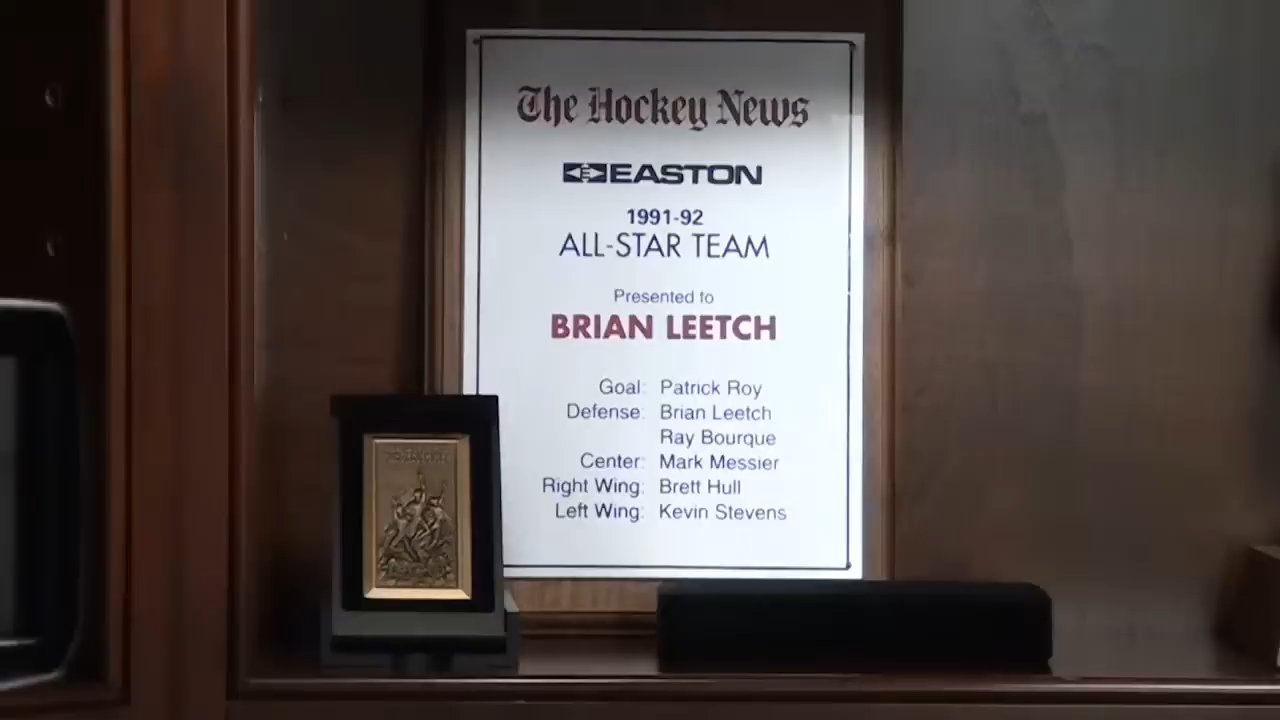 The Hockey News
EASTON
1991-92
ALL-STAR TEAM
Presented to
BRIAN LEETCH
Goal: Patrick Roy
Defense: Brian Leetch
Ray Bourque
Center: Mark Messier
Right Wing: Brett Hull
Left Wing: Kevin Stevens